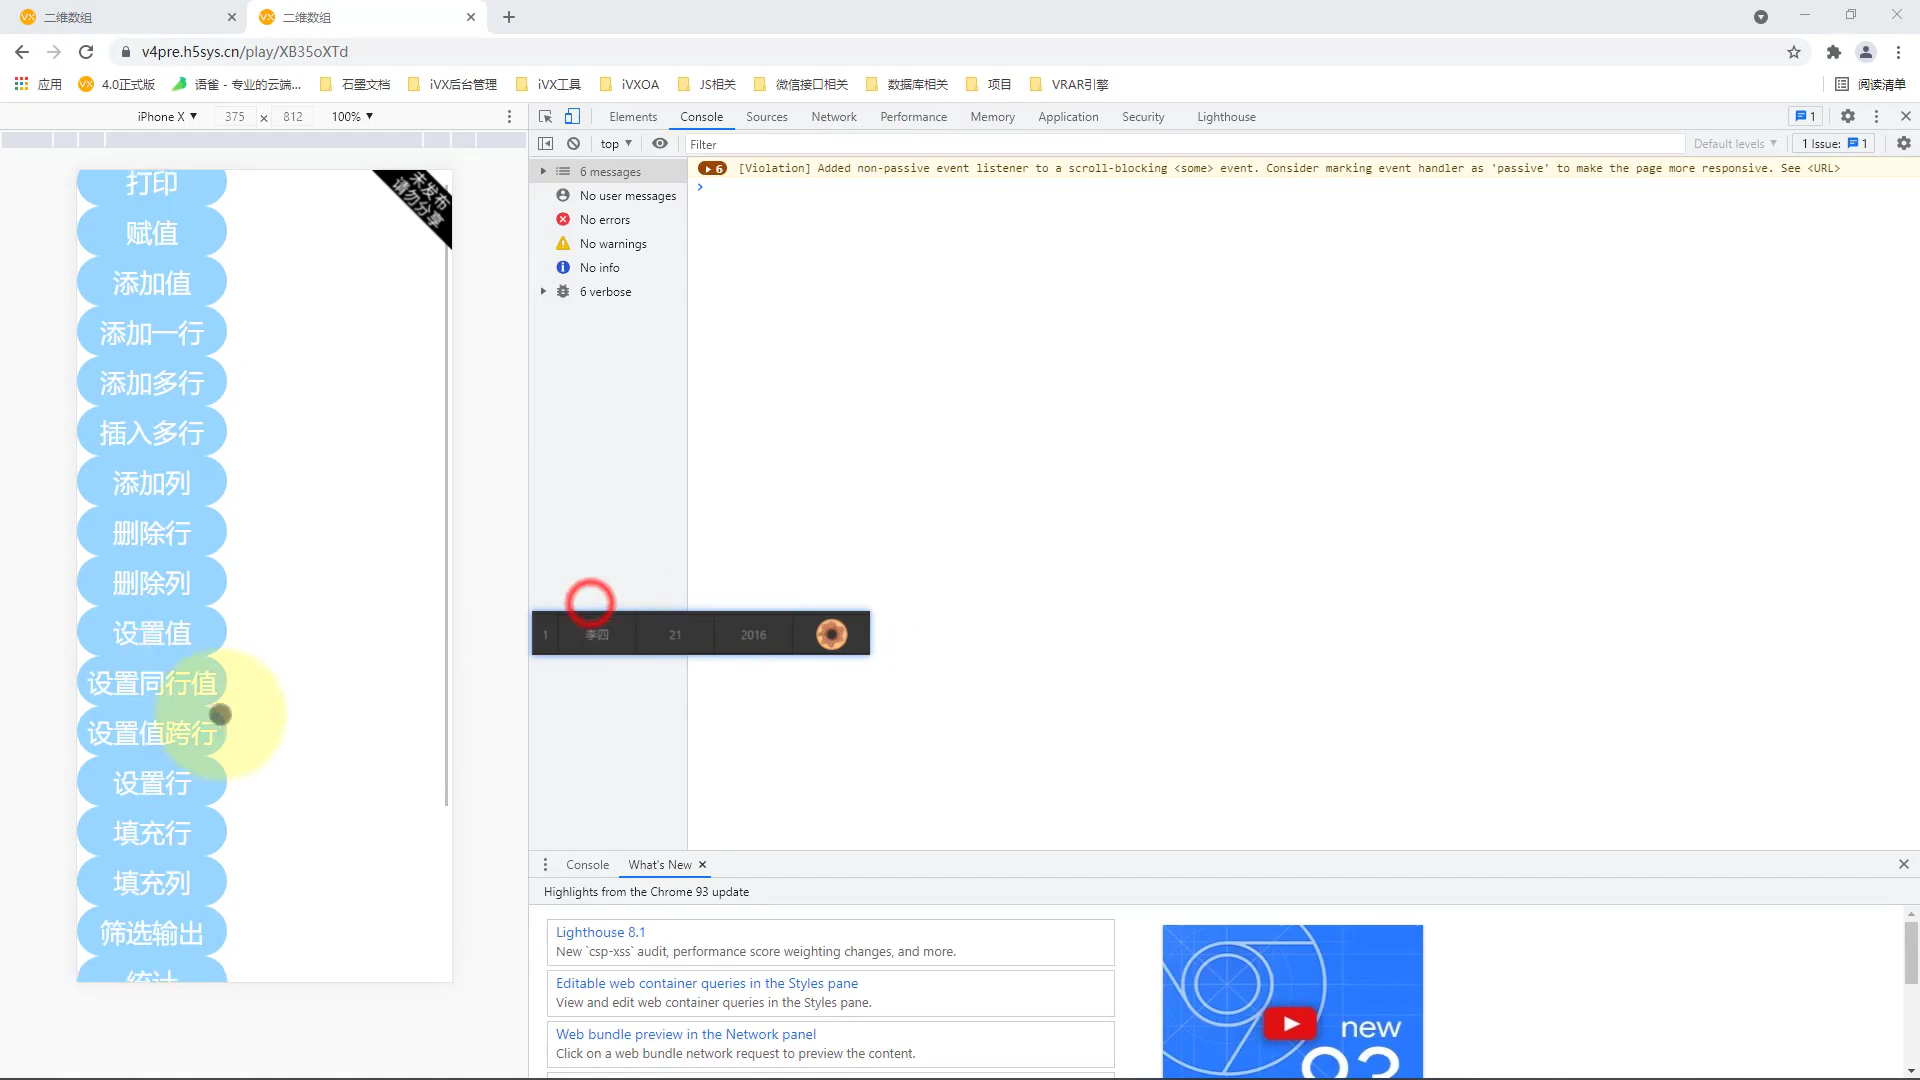 二维数组
二维数组
v4pre.h5sys.cn/play/XB35oXTd
应用
4.0正式版
语雀 - 专业的云端...
石墨文档
iVX后台管理
iVX工具
iVXOA
JS相关
微信接口相关
数据库相关
项目
VRAR引擎
阅读清单
iPhone X ▼
375 x 812
100% ▼
Elements
Console
Sources
Network
Performance
Memory
Application
Security
Lighthouse
1
top ▼
Filter
Default levels ▼
1 Issue: 1
6 messages
No user messages
No errors
No warnings
No info
6 verbose
6 [Violation] Added non-passive event listener to a scroll-blocking <some> event. Consider marking event handler as 'passive' to make the page more responsive. See <URL>
未发布
请勿分享
打印
赋值
添加值
添加一行
添加多行
插入多行
添加列
删除行
删除列
设置值
设置同行值
设置值跨行
设置行
填充行
填充列
筛选输出
统计
1 李四 21 2016
Console
What's New
Highlights from the Chrome 93 update
Lighthouse 8.1
New `csp-xss` audit, performance score weighting changes, and more.
Editable web container queries in the Styles pane
View and edit web container queries in the Styles pane.
Web bundle preview in the Network panel
Click on a web bundle network request to preview the content.
new
93